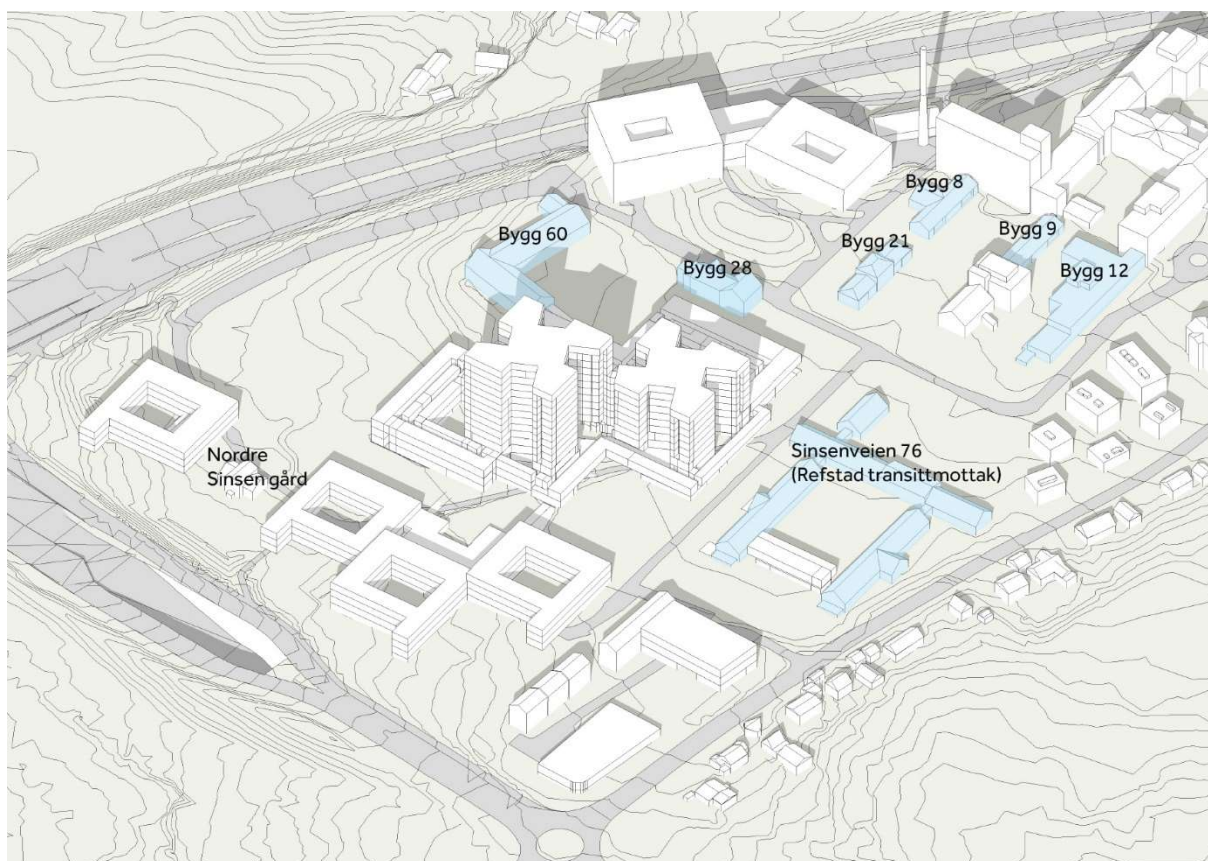 Bygg 8
Bygg 60
Bygg 9
Bygg 21
Bygg 28
Bygg 12
Nordre
Sinsen gård
Sinsenveien 76
(Refstad transittmottak)